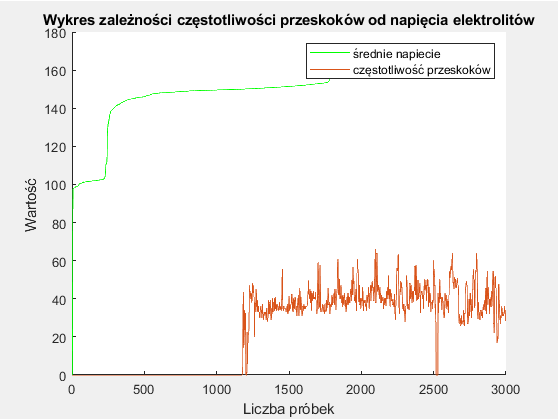 Wykres zależności częstotliwości przeskoków od napięcia elektrolitów
średnie napiecie
częstotliwość przeskoków
180
160
140
120
100
80
60
40
20
0
Wartość
0 500 1000 1500 2000 2500 3000
Liczba próbek